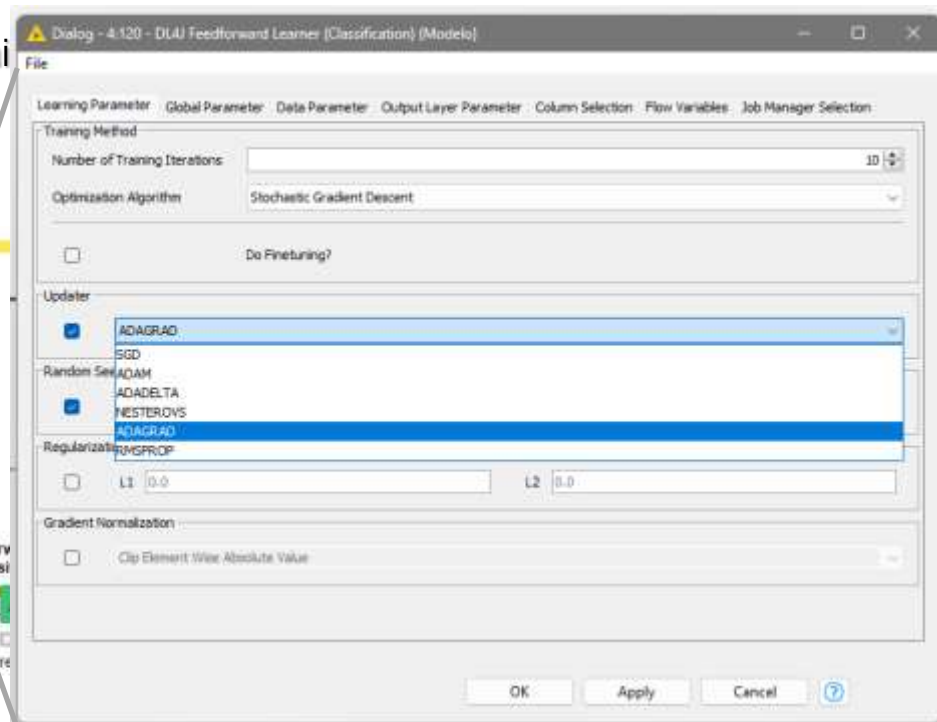 Dialog - 4:120 - DL4J Feedforward Learner (Classification) (Modelo)
File
Learning Parameter Global Parameter Data Parameter Output Layer Parameter Column Selection Flow Variables Job Manager Selection
Training Method
Number of Training Iterations 10
Optimization Algorithm Stochastic Gradient Descent
Do Finetuning?
Updater
ADAGRAD
SGD
Random See
ADAM
ADADELTA
NESTEROVS
ADAGRAD
Regularizati
RMSPROP
L1 0.0 L2 0.0
Gradient Normalization
Clip Element Wise Absolute Value
OK Apply Cancel ?